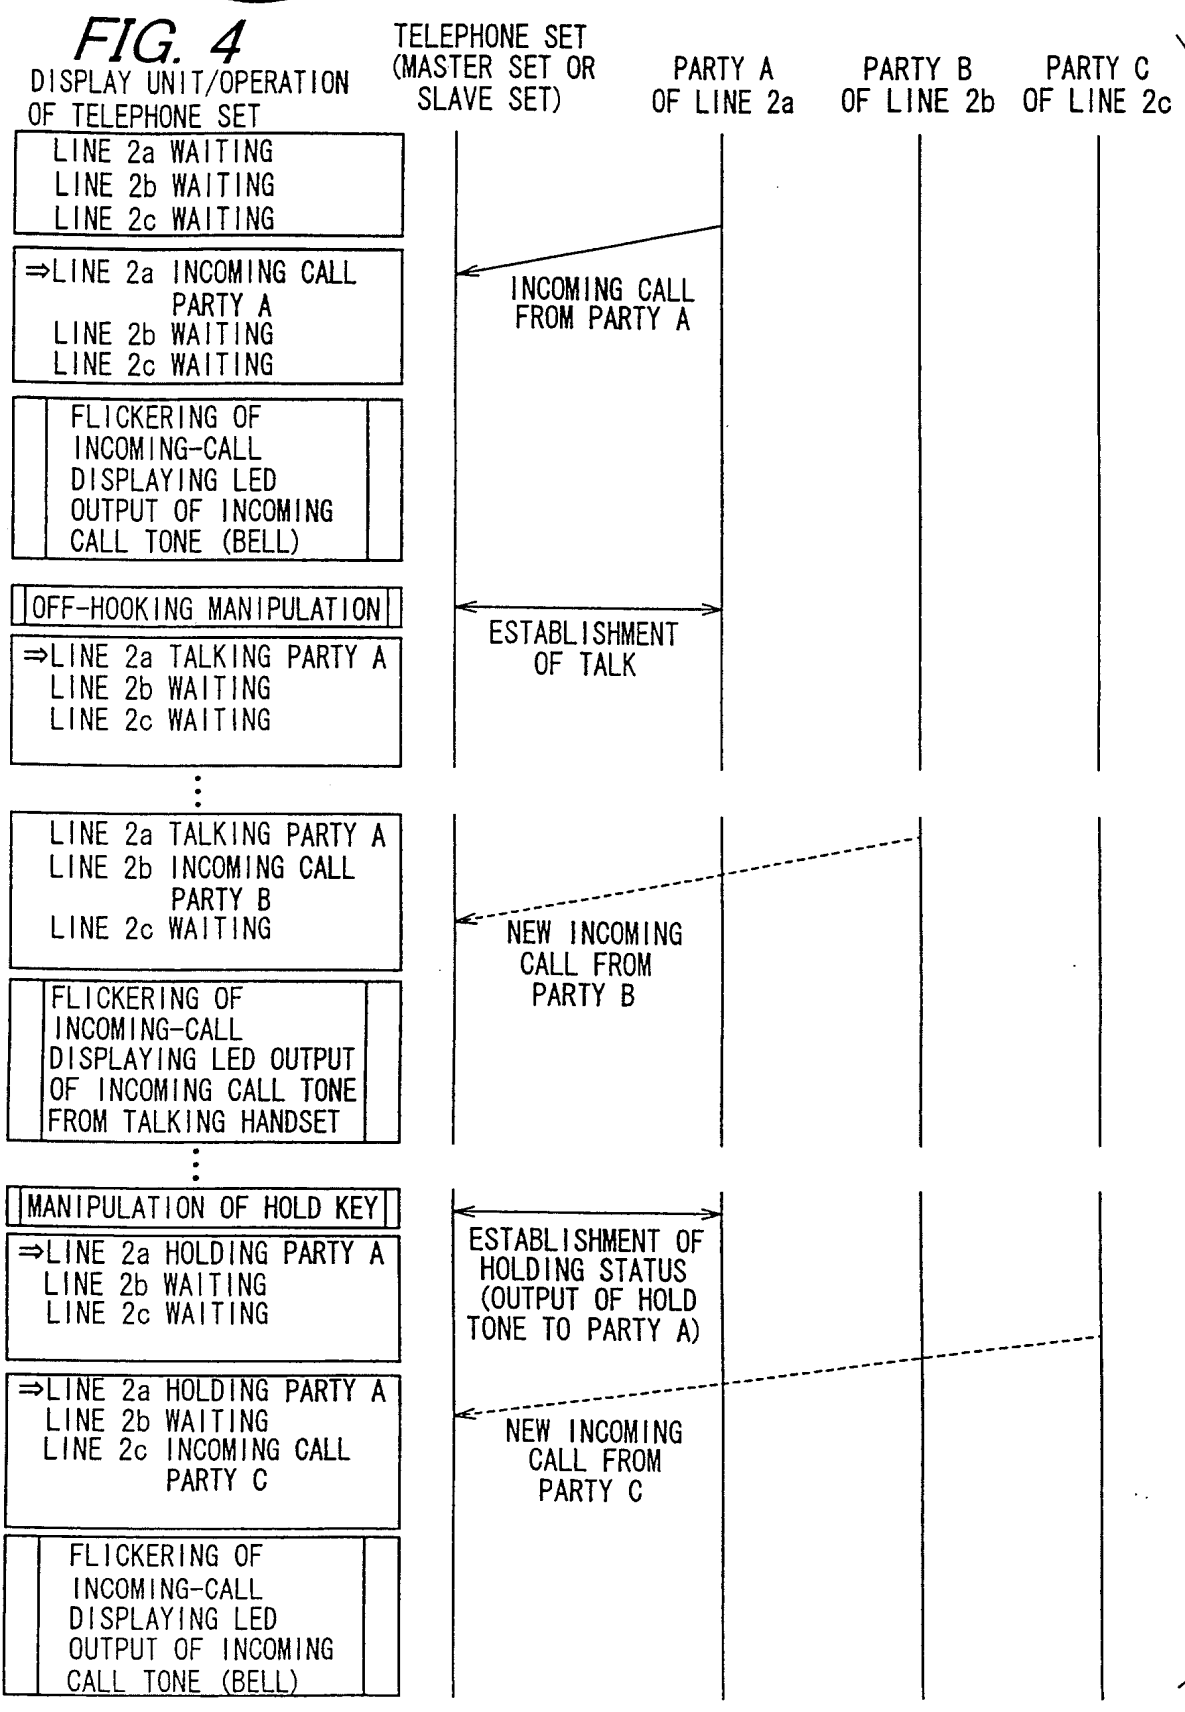 FIG. 4
DISPLAY UNIT/OPERATION
OF TELEPHONE SET
TELEPHONE SET
(MASTER SET OR
SLAVE SET)
PARTY A
OF LINE 2a
PARTY B
OF LINE 2b
PARTY C
OF LINE 2c
LINE 2a WAITING
LINE 2b WAITING
LINE 2c WAITING
⇒LINE 2a INCOMING CALL
PARTY A
LINE 2b WAITING
LINE 2c WAITING
INCOMING CALL
FROM PARTY A
FLICKERING OF
INCOMING-CALL
DISPLAYING LED
OUTPUT OF INCOMING
CALL TONE (BELL)
OFF-HOOKING MANIPULATION
⇒LINE 2a TALKING PARTY A
LINE 2b WAITING
LINE 2c WAITING
ESTABLISHMENT
OF TALK
LINE 2a TALKING PARTY A
LINE 2b INCOMING CALL
PARTY B
LINE 2c WAITING
NEW INCOMING
CALL FROM
PARTY B
FLICKERING OF
INCOMING-CALL
DISPLAYING LED OUTPUT
OF INCOMING CALL TONE
FROM TALKING HANDSET
MANIPULATION OF HOLD KEY
⇒LINE 2a HOLDING PARTY A
LINE 2b WAITING
LINE 2c WAITING
ESTABLISHMENT OF
HOLDING STATUS
(OUTPUT OF HOLD
TONE TO PARTY A)
⇒LINE 2a HOLDING PARTY A
LINE 2b WAITING
LINE 2c INCOMING CALL
PARTY C
NEW INCOMING
CALL FROM
PARTY C
FLICKERING OF
INCOMING-CALL
DISPLAYING LED
OUTPUT OF INCOMING
CALL TONE (BELL)